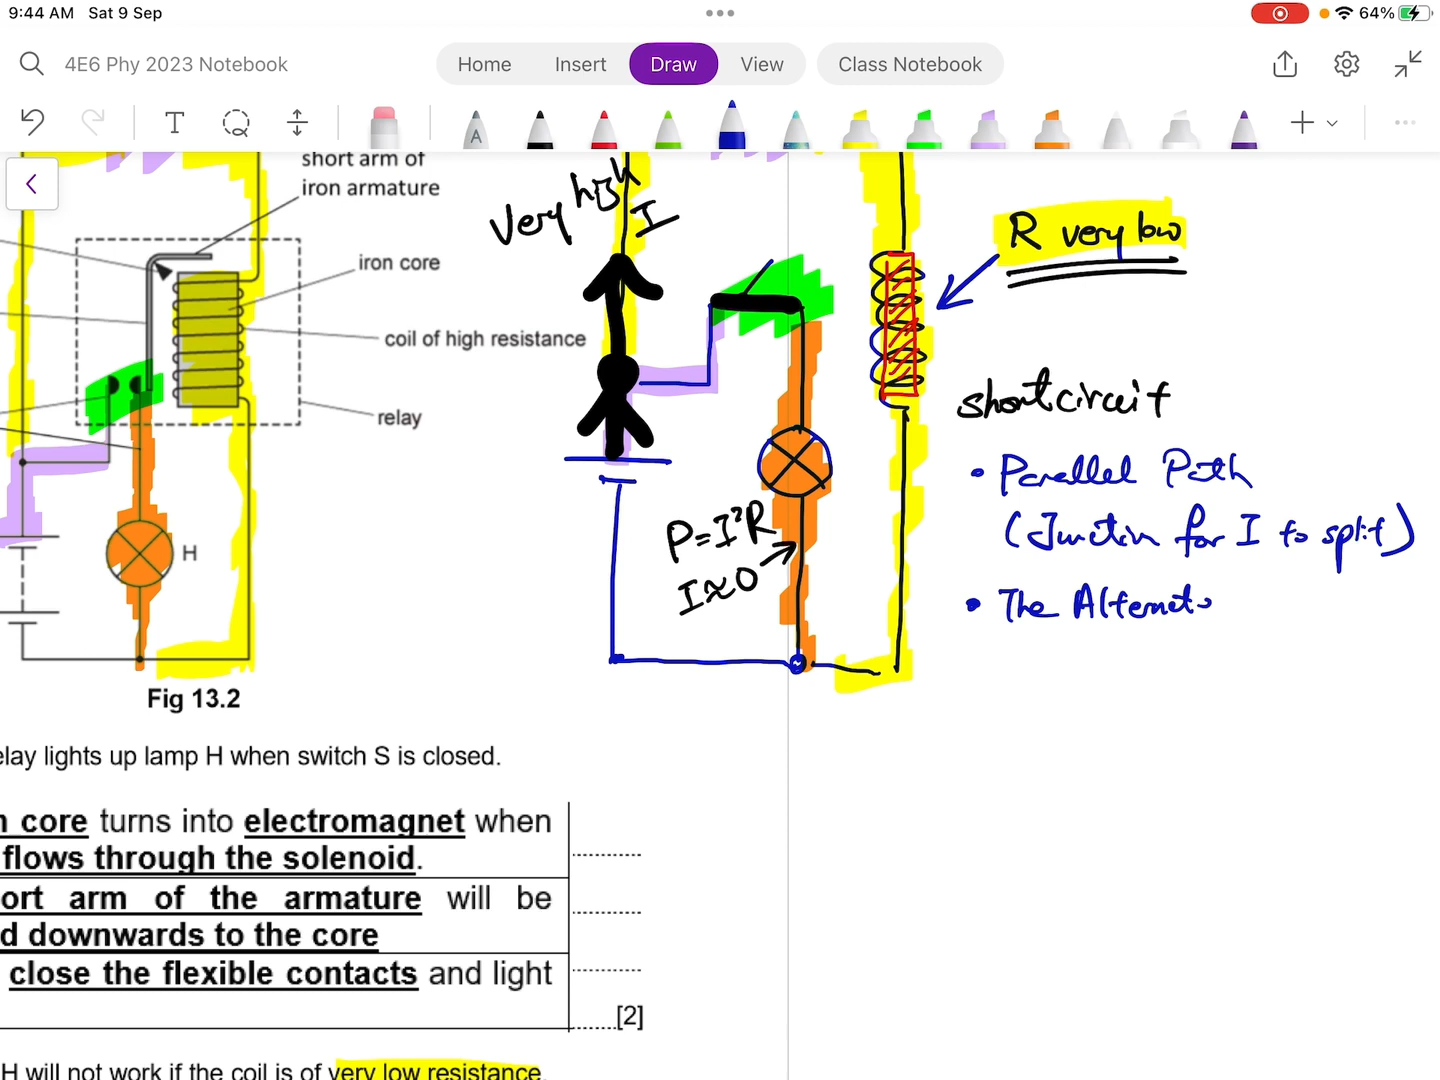 9:44 AM Sat 9 Sep
64%
4E6 Phy 2023 Notebook
Home
Insert
Draw
View
Class Notebook
T
A
short arm of
iron armature
iron core
coil of high resistance
relay
H
Fig 13.2
Very high
I
P=I²R
I≈0
R very low
short circuit
• Parallel Path
(Junction for I to split)
• The Alternat
elay lights up lamp H when switch S is closed.
n core turns into electromagnet when
flows through the solenoid.
ort arm of the armature will be
d downwards to the core
close the flexible contacts and light
[2]
H will not work if the coil is of very low resistance.